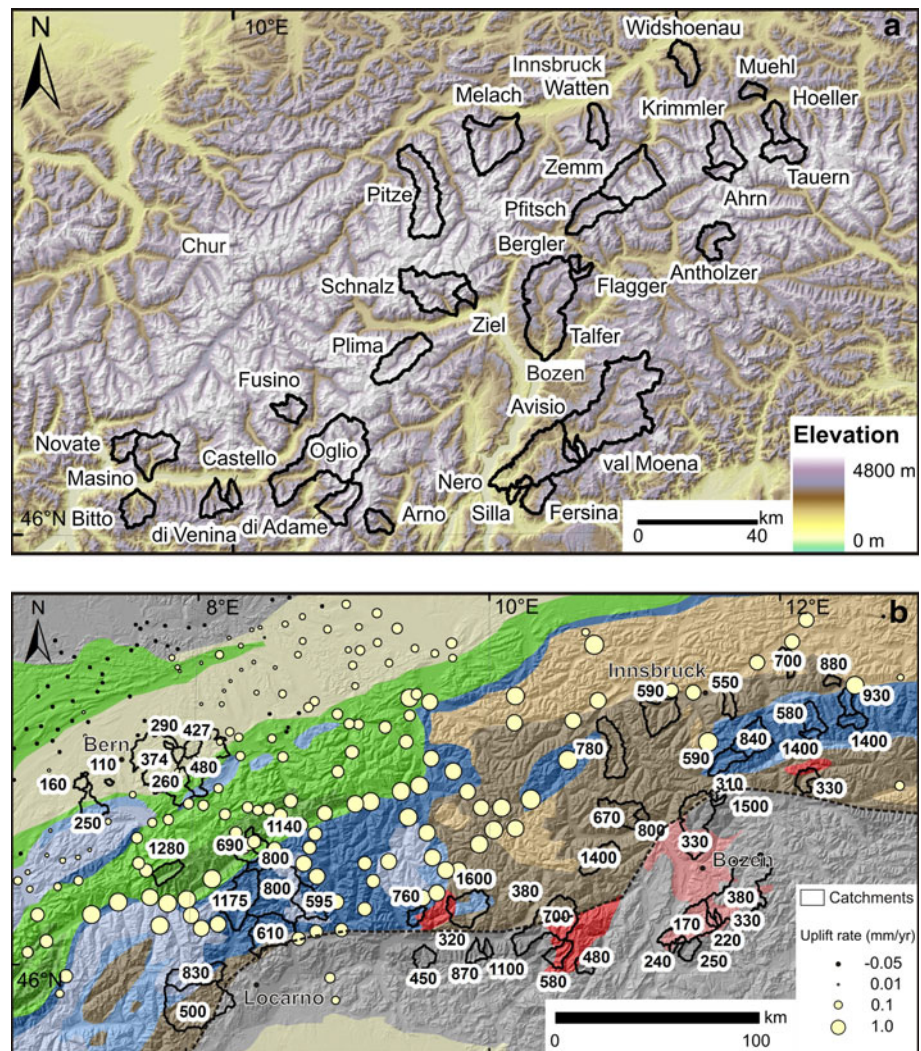 N
10°E
Widshoenau
a
Innsbruck
Watten
Muehl
Melach
Krimmler
Hoeller
Zemm
Pitze
Tauern
Pfitsch
Ahrn
Chur
Bergler
Antholzer
Schnalz
Flagger
Ziel
Talfer
Plima
Bozen
Fusino
Avisio
Elevation
Novate
Castello
Oglio
4800 m
Masino
val Moena
Nero
km
Bitto
di Venina
di Adame
Arno
Silla
Fersina
0 m
46°N
0
40
N
8°E
10°E
12°E
b
Innsbruck
700
880
590
550
290
427
930
Bern
110
374
780
580
840
480
160
260
590
1400
1400
250
310
330
1140
1500
1280
690
670
800
800
330
1400
Bozen
800
1600
1175
595
760
380
380
Catchments
610
700
170
330
Uplift rate (mm/yr)
320
220
-0.05
46°N
830
450
870
1100
480
240
250
580
0.01
Locarno
0.1
500
km
1.0
0
100